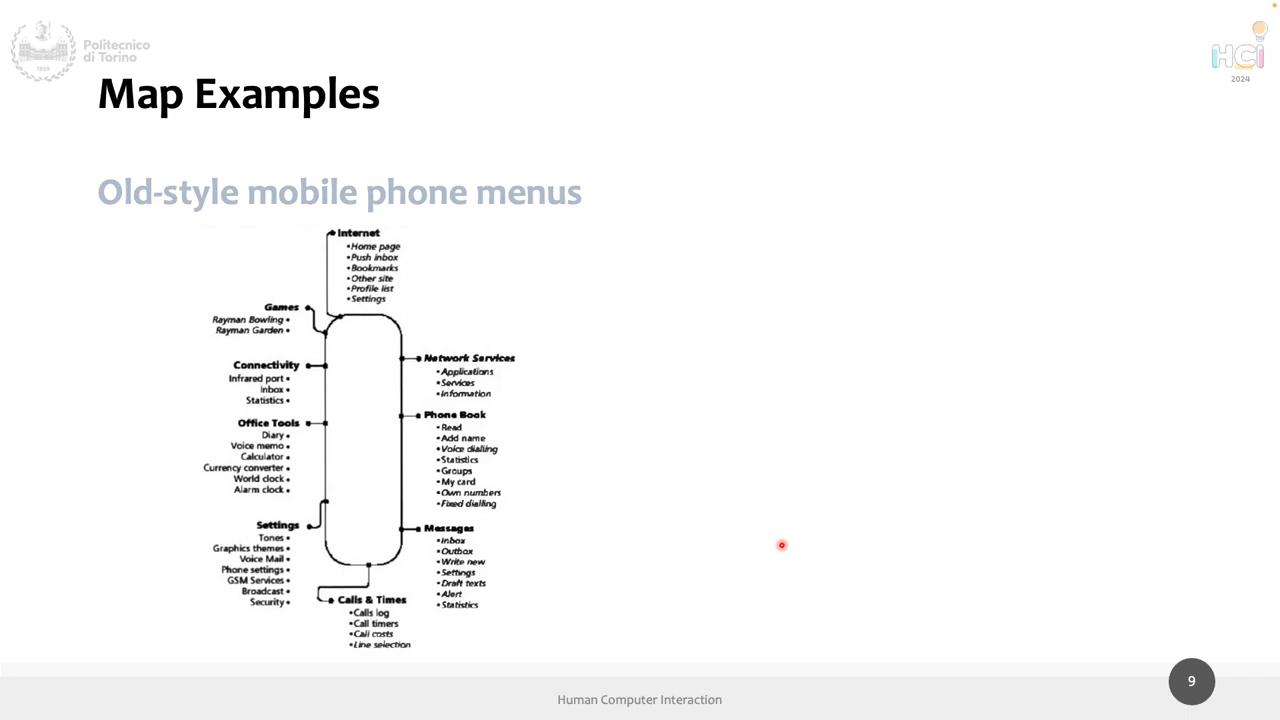 Politecnico
di Torino
1859
HCI
2024
Map Examples
Old-style mobile phone menus
Internet
•Home page
•Push inbox
•Bookmarks
•Other site
•Profile list
•Settings
Games
Rayman Bowling •
Rayman Garden •
Connectivity
Infrared port •
Inbox •
Statistics •
Office Tools
Diary •
Voice memo •
Calculator •
Currency converter •
World clock •
Alarm clock •
Settings
Tones •
Graphics themes •
Voice Mail •
Phone settings •
GSM Services •
Broadcast •
Security •
Network Services
•Applications
•Services
•Information
Phone Book
•Read
•Add name
•Voice dialling
•Statistics
•Groups
•My card
•Own numbers
•Fixed dialling
Messages
•Inbox
•Outbox
•Write new
•Settings
•Draft texts
•Alert
•Statistics
Calls & Times
•Calls log
•Call timers
•Call costs
•Line selection
Human Computer Interaction
9